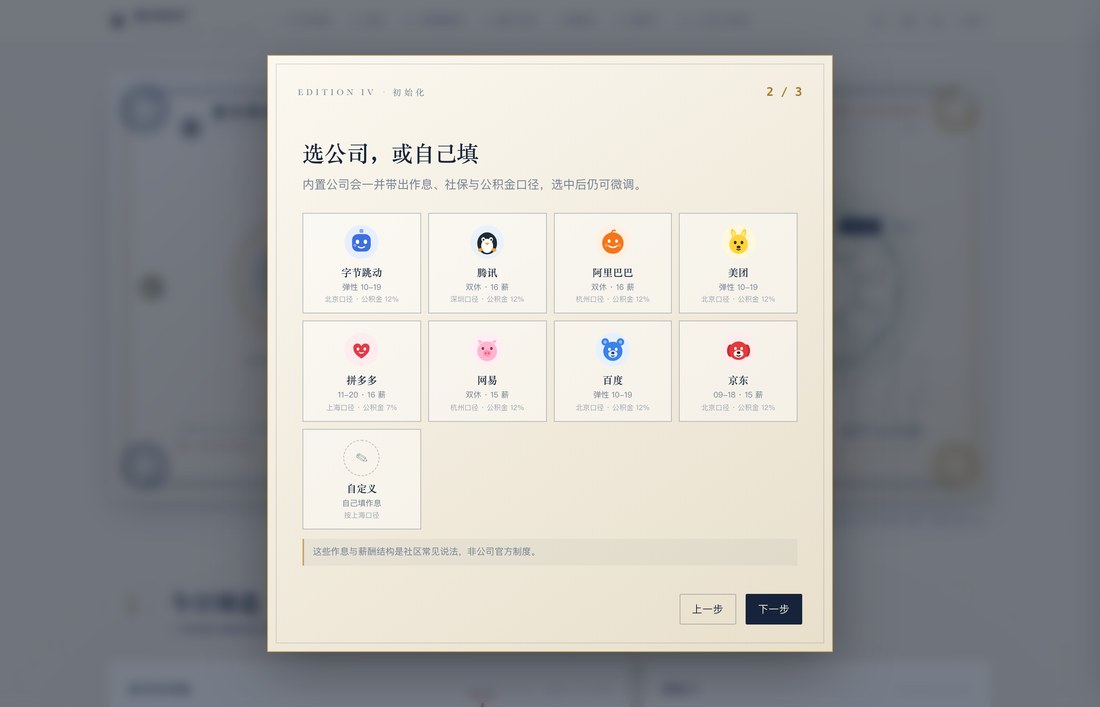 EDITION IV · 初始化
2 / 3
选公司，或自己填
内置公司会一并带出作息、社保与公积金口径，选中后仍可微调。
字节跳动
弹性 10–19
北京口径 · 公积金 12%
腾讯
双休 · 16 薪
深圳口径 · 公积金 12%
阿里巴巴
双休 · 16 薪
杭州口径 · 公积金 12%
美团
弹性 10–19
北京口径 · 公积金 12%
拼多多
11–20 · 16 薪
上海口径 · 公积金 7%
网易
双休 · 15 薪
杭州口径 · 公积金 12%
百度
弹性 10–19
北京口径 · 公积金 12%
京东
09–18 · 15 薪
北京口径 · 公积金 12%
自定义
自己填作息
按上海口径
这些作息与薪酬结构是社区常见说法，非公司官方制度。
上一步
下一步